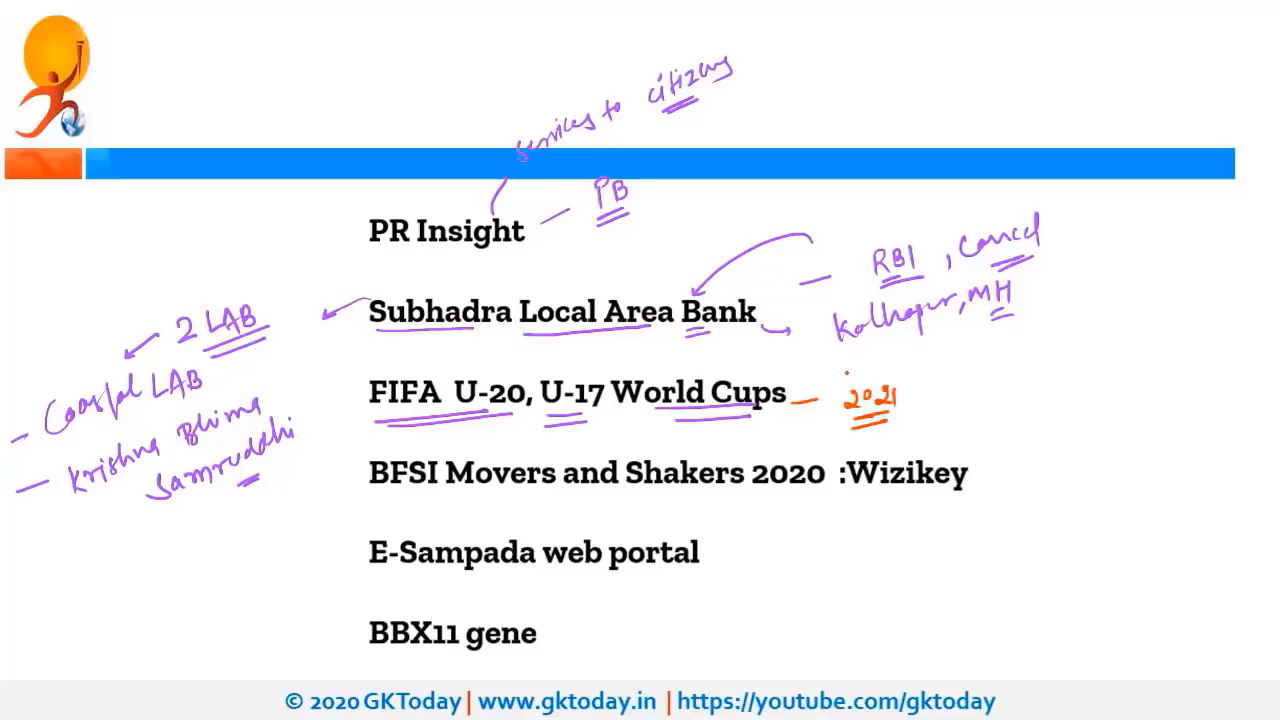 services to citizens
PR Insight
PB
RBI, Cancel
Subhadra Local Area Bank
Kolhapur, MH
2 LAB
Coastal LAB
Krishna Bhima
Samruddhi
FIFA U-20, U-17 World Cups
2021
BFSI Movers and Shakers 2020 :Wizikey
E-Sampada web portal
BBX11 gene
© 2020 GKToday | www.gktoday.in | https://youtube.com/gktoday